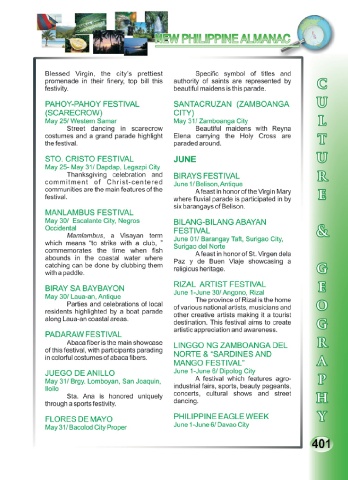 NEW PHILIPPINE ALMANAC
Blessed Virgin, the city's prettiest
promenade in their finery, top bill this
festivity.
PAHOY-PAHOY FESTIVAL
(SCARECROW)
May 25/ Western Samar
Street dancing in scarecrow
costumes and a grand parade highlight
the festival.
STO. CRISTO FESTIVAL
May 25- May 31/ Dapdap, Legazpi City
Thanksgiving celebration and
commitment of Christ-centered
communities are the main features of the
festival.
MANLAMBUS FESTIVAL
May 30/ Escalante City, Negros
Occidental
Manlambus, a Visayan term
which means "to strike with a club, "
commemorates the time when fish
abounds in the coastal water where
catching can be done by clubbing them
with a paddle.
BIRAY SA BAYBAYON
May 30/ Laua-an, Antique
Parties and celebrations of local
residents highlighted by a boat parade
along Laua-an coastal areas.
PADARAW FESTIVAL
Abaca fiber is the main showcase
of this festival, with participants parading
in colorful costumes of abaca fibers.
JUEGO DE ANILLO
May 31/ Brgy. Lomboyan, San Joaquin,
Iloilo
Sta. Ana is honored uniquely
through a sports festivity.
FLORES DE MAYO
May 31/ Bacolod City Proper
Specific symbol of titles and
authority of saints are represented by
beautiful maidens is this parade.
SANTACRUZAN (ZAMBOANGA
CITY)
May 31/ Zamboanga City
Beautiful maidens with Reyna
Elena carrying the Holy Cross are
paraded around.
JUNE
BIRAYS FESTIVAL
June 1/ Belison, Antique
A feast in honor of the Virgin Mary
where fluvial parade is participated in by
six barangays of Belison.
BILANG-BILANG ABAYAN
FESTIVAL
June 01/ Barangay Taft, Surigao City,
Surigao del Norte
A feast in honor of St. Virgen dela
Paz y de Buen Viaje showcasing a
religious heritage.
RIZAL ARTIST FESTIVAL
June 1-June 30/ Angono, Rizal
The province of Rizal is the home
of various national artists, musicians and
other creative artists making it a tourist
destination. This festival aims to create
artistic appreciation and awareness.
LINGGO NG ZAMBOANGA DEL
NORTE & "SARDINES AND
MANGO FESTIVAL"
June 1-June 6/ Dipolog City
A festival which features agro-
industrial fairs, sports, beauty pageants,
concerts, cultural shows and street
dancing.
PHILIPPINE EAGLE WEEK
June 1-June 6/ Davao City
C
U
L
T
U
R
E
&
G
E
O
G
R
A
P
H
Y
401